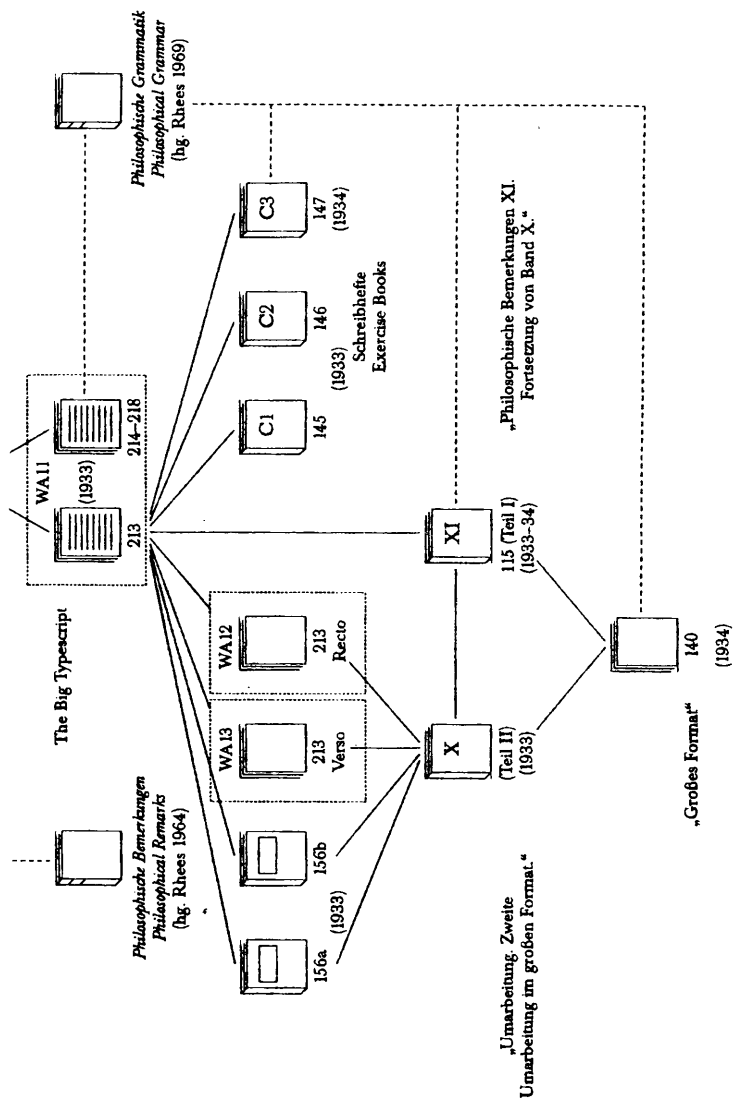 The Big Typescript
WA11
(1933)
213
214–218
Philosophische Bemerkungen
Philosophical Remarks
(hg. Rhees 1964)
Philosophische Grammatik
Philosophical Grammar
(hg. Rhees 1969)
156a
156b
(1933)
WA13
213
Verso
WA12
213
Recto
C1
145
C2
146
C3
147
(1934)
(1933)
Schreibhefte
Exercise Books
X
(Teil II)
(1933)
XI
115 (Teil I)
(1933–34)
„Philosophische Bemerkungen XI.
Fortsetzung von Band X.“
„Umarbeitung. Zweite
Umarbeitung im großen Format.“
„Großes Format“
140
(1934)